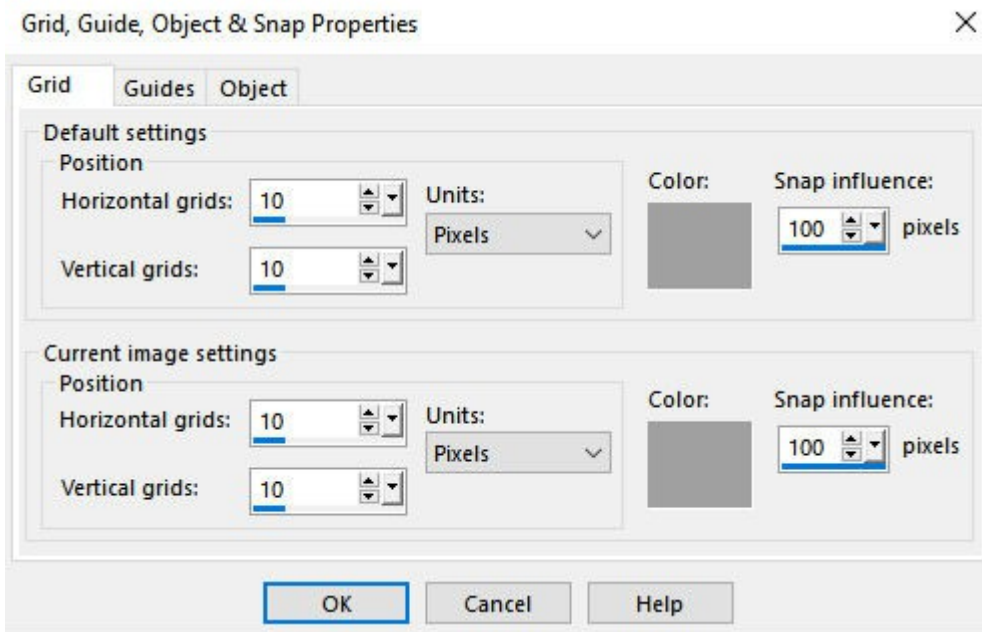 Grid, Guide, Object & Snap Properties
Grid Guides Object
Default settings
Position
Horizontal grids: 10 Units: Color: Snap influence:
Pixels 100 pixels
Vertical grids: 10
Current image settings
Position
Horizontal grids: 10 Units: Color: Snap influence:
Pixels 100 pixels
Vertical grids: 10
OK Cancel Help